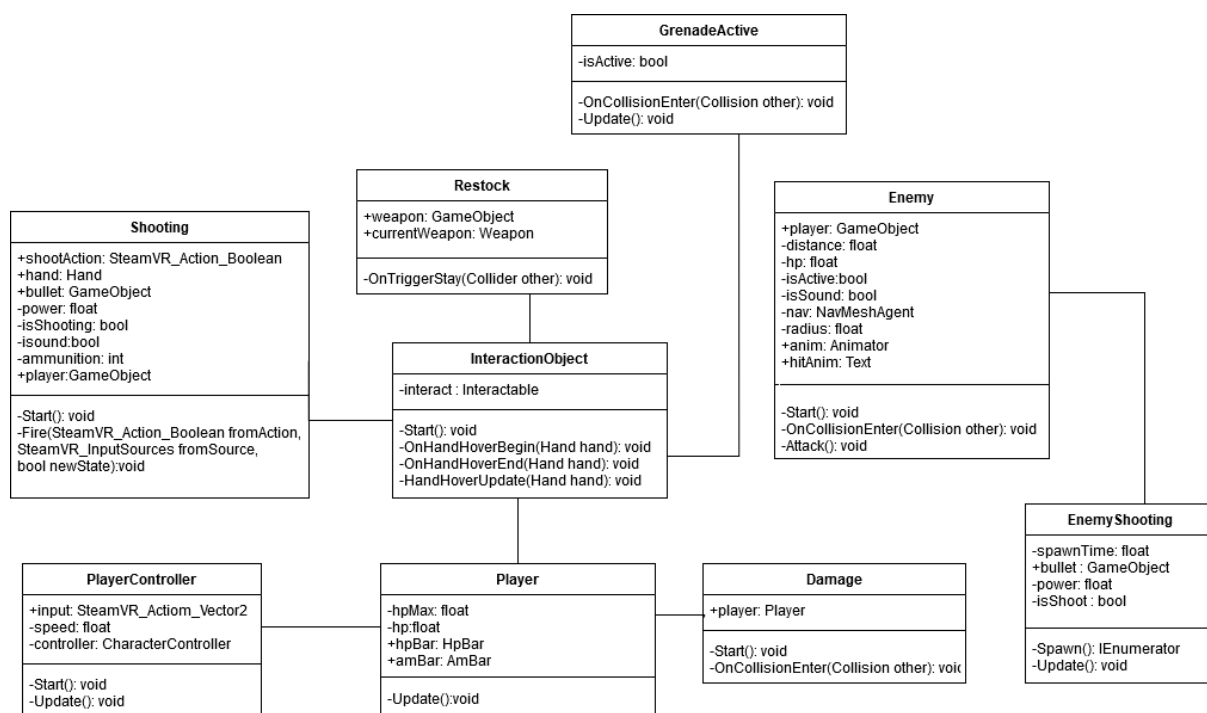 GrenadeActive
-isActive: bool
-OnCollisionEnter(Collision other): void
-Update(): void
Restock
+weapon: GameObject
+currentWeapon: Weapon
-OnTriggerStay(Collider other): void
Enemy
+player: GameObject
-distance: float
-hp: float
-isActive:bool
-isSound: bool
-nav: NavMeshAgent
-radius: float
+anim: Animator
+hitAnim: Text
-Start(): void
-OnCollisionEnter(Collision other): void
-Attack(): void
Shooting
+shootAction: SteamVR_Action_Boolean
+hand: Hand
+bullet: GameObject
-power: float
-isShooting: bool
-isound:bool
-ammunition: int
+player:GameObject
-Start(): void
-Fire(SteamVR_Action_Boolean fromAction,
SteamVR_InputSources fromSource,
bool newState):void
InteractionObject
-interact : Interactable
-Start(): void
-OnHandHoverBegin(Hand hand): void
-OnHandHoverEnd(Hand hand): void
-HandHoverUpdate(Hand hand): void
EnemyShooting
-spawnTime: float
+bullet : GameObject
-power: float
-isShoot : bool
-Spawn(): IEnumerator
-Update(): void
PlayerController
+input: SteamVR_Actiom_Vector2
-speed: float
-controller: CharacterController
-Start(): void
-Update(): void
Player
-hpMax: float
-hp:float
+hpBar: HpBar
+amBar: AmBar
-Update():void
Damage
+player: Player
-Start(): void
-OnCollisionEnter(Collision other): void